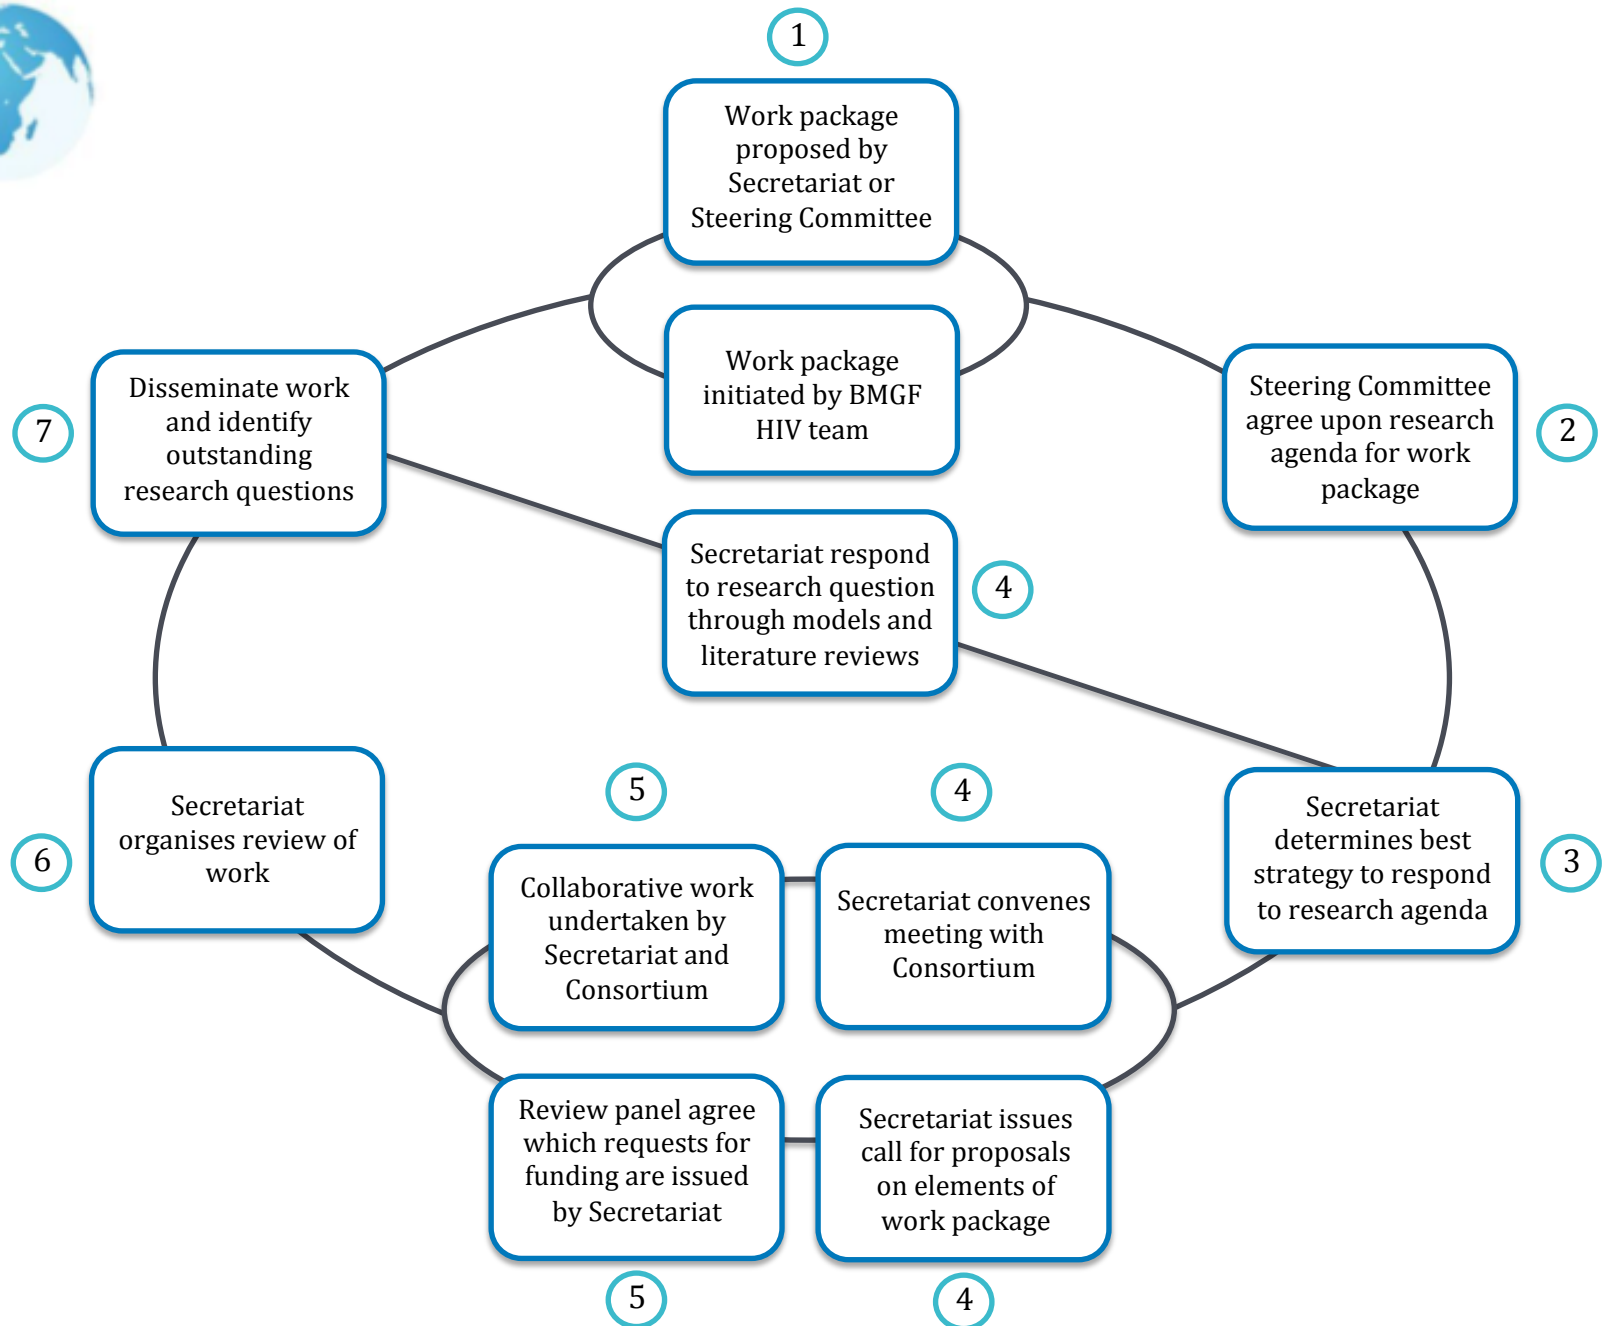 1
Work package
proposed by
Secretariat or
Steering Committee
Work package
initiated by BMGF
HIV team
Disseminate work
and identify
outstanding
research questions
7
Steering Committee
agree upon research
agenda for work
package
2
Secretariat respond
to research question
through models and
literature reviews
4
Secretariat
organises review of
work
6
5
Collaborative work
undertaken by
Secretariat and
Consortium
4
Secretariat convenes
meeting with
Consortium
Secretariat
determines best
strategy to respond
to research agenda
3
Review panel agree
which requests for
funding are issued
by Secretariat
5
Secretariat issues
call for proposals
on elements of
work package
4